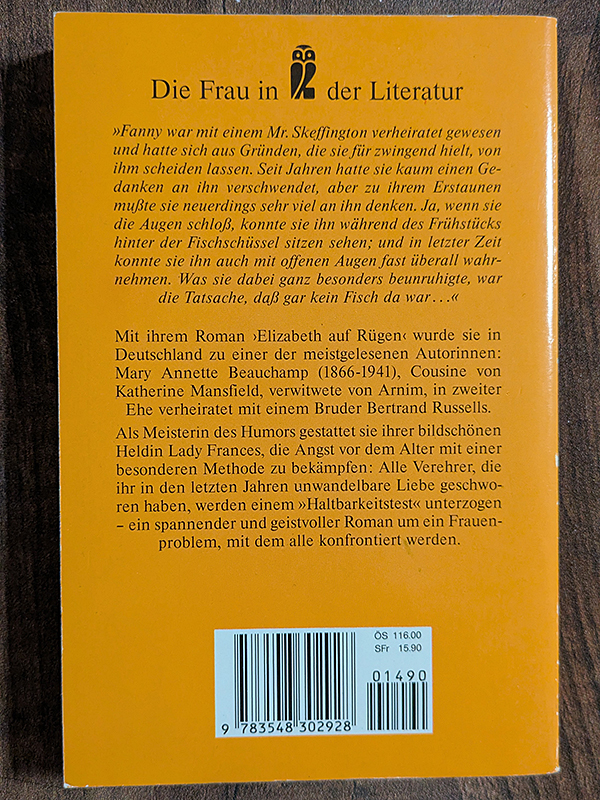 Die Frau in der Literatur
»Fanny war mit einem Mr. Skeffington verheiratet gewesen
und hatte sich aus Gründen, die sie für zwingend hielt, von
ihm scheiden lassen. Seit Jahren hatte sie kaum einen Ge-
danken an ihn verschwendet, aber zu ihrem Erstaunen
mußte sie neuerdings sehr viel an ihn denken. Ja, wenn sie
die Augen schloß, konnte sie ihn während des Frühstücks
hinter der Fischschüssel sitzen sehen; und in letzter Zeit
konnte sie ihn auch mit offenen Augen fast überall wahr-
nehmen. Was sie dabei ganz besonders beunruhigte, war
die Tatsache, daß gar kein Fisch da war...«
Mit ihrem Roman ›Elizabeth auf Rügen‹ wurde sie in
Deutschland zu einer der meistgelesenen Autorinnen:
Mary Annette Beauchamp (1866-1941), Cousine von
Katherine Mansfield, verwitwete von Arnim, in zweiter
Ehe verheiratet mit einem Bruder Bertrand Russells.
Als Meisterin des Humors gestattet sie ihrer bildschönen
Heldin Lady Frances, die Angst vor dem Alter mit einer
besonderen Methode zu bekämpfen: Alle Verehrer, die
ihr in den letzten Jahren unwandelbare Liebe geschwo-
ren haben, werden einem »Haltbarkeitstest« unterzogen
– ein spannender und geistvoller Roman um ein Frauen-
problem, mit dem alle konfrontiert werden.
ÖS 116.00
SFr 15.90
01490
9 783548 302928